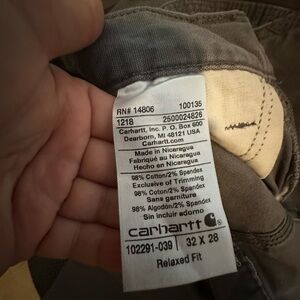 RN# 14806 100135
1218 2500024826
Carhartt, Inc. P. O. Box 600
Dearborn, MI 48121 USA
Carhartt.com
Made in Nicaragua
Fabriqué au Nicaragua
Hecho en Nicaragua
98% Cotton/2% Spandex
Exclusive of Trimming
98% Coton/2% Spandex
Sans garniture
98% Algodón/2% Spandex
Sin incluir adorno
carhartt
102291-039 32 X 28
Relaxed Fit